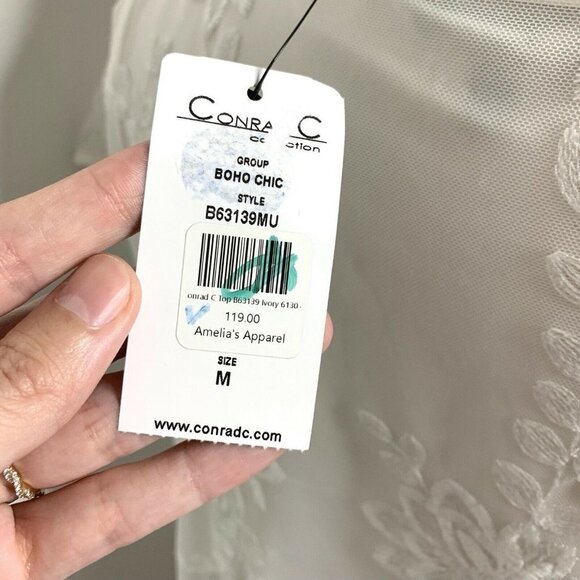 CONRAD C
collection
GROUP
BOHO CHIC
STYLE
B63139MU
onrad C Top B63139 Ivory 6130
119.00
Amelia's Apparel
SIZE
M
www.conradc.com